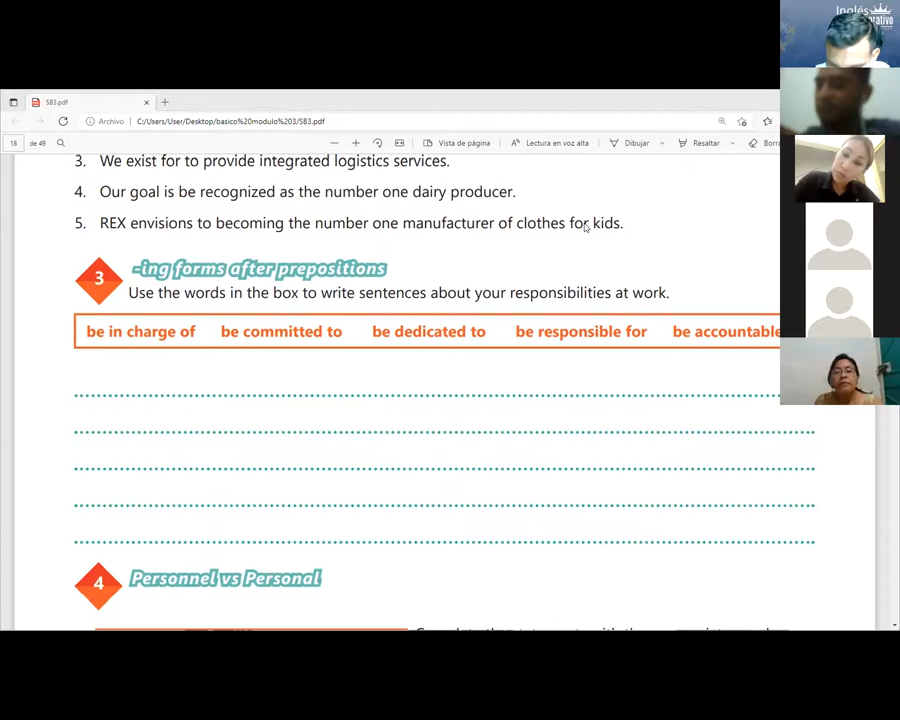 Inglés
SB3.pdf
Archivo
C:/Users/User/Desktop/basico%20modulo%203/SB3.pdf
18
de 49
Vista de página
Lectura en voz alta
Dibujar
Resaltar
3. We exist for to provide integrated logistics services.
4. Our goal is be recognized as the number one dairy producer.
5. REX envisions to becoming the number one manufacturer of clothes for kids.
3
-ing forms after prepositions
Use the words in the box to write sentences about your responsibilities at work.
be in charge of be committed to be dedicated to be responsible for be accountable
4
Personnel vs Personal